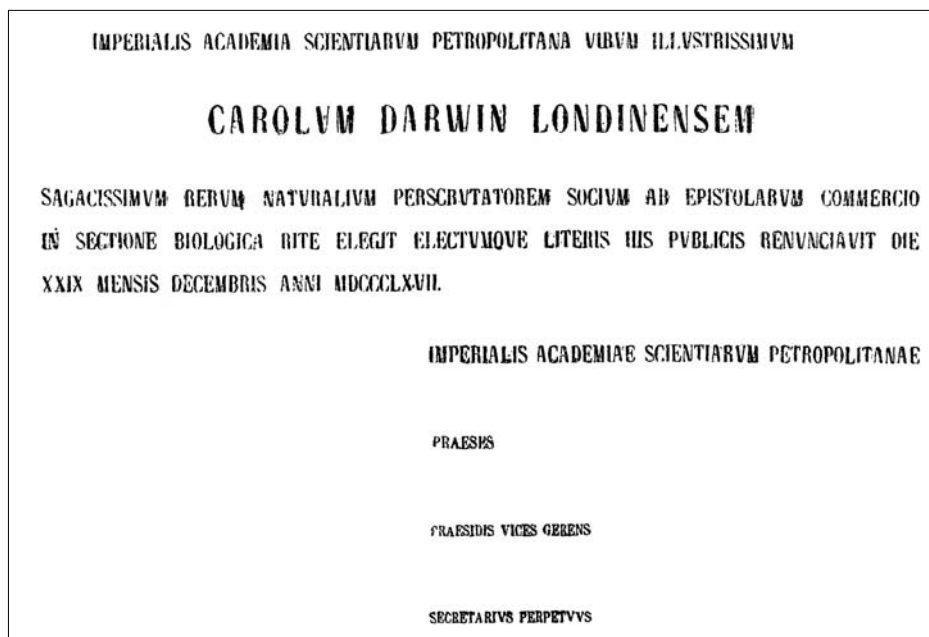 IMPERIALIS ACADEMIA SCIENTIARVM PETROPOLITANA VIRVM ILLVSTRISSIMVM
CAROLVM DARWIN LONDINENSEM
SAGACISSIMVM RERVM NATVRALIVM PERSCRVTATOREM SOCIVM AB EPISTOLARVM COMMERCIO
IN SECTIONE BIOLOGICA RITE ELEGIT ELECTVMQVE LITERIS HIS PVBLICIS RENVNCIAVIT DIE
XXIX MENSIS DECEMBRIS ANNI MDCCCLXVII.
IMPERIALIS ACADEMIAE SCIENTIARVM PETROPOLITANAE
PRAESES
PRAESIDIS VICES GERENS
SECRETARIVS PERPETVVS